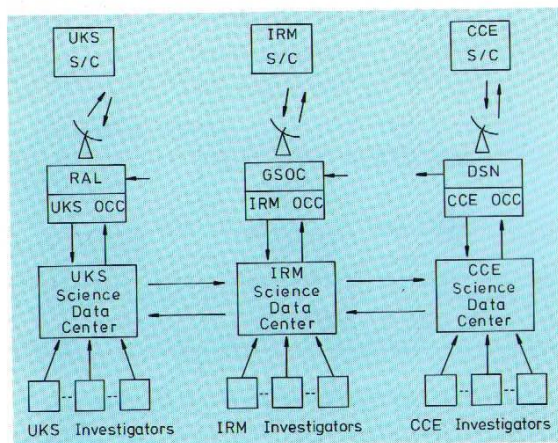 UKS
S/C
IRM
S/C
CCE
S/C
RAL
GSOC
DSN
UKS OCC
IRM OCC
CCE OCC
UKS
Science
Data
Center
IRM
Science
Data
Center
CCE
Science
Data
Center
UKS Investigators
IRM Investigators
CCE Investigators